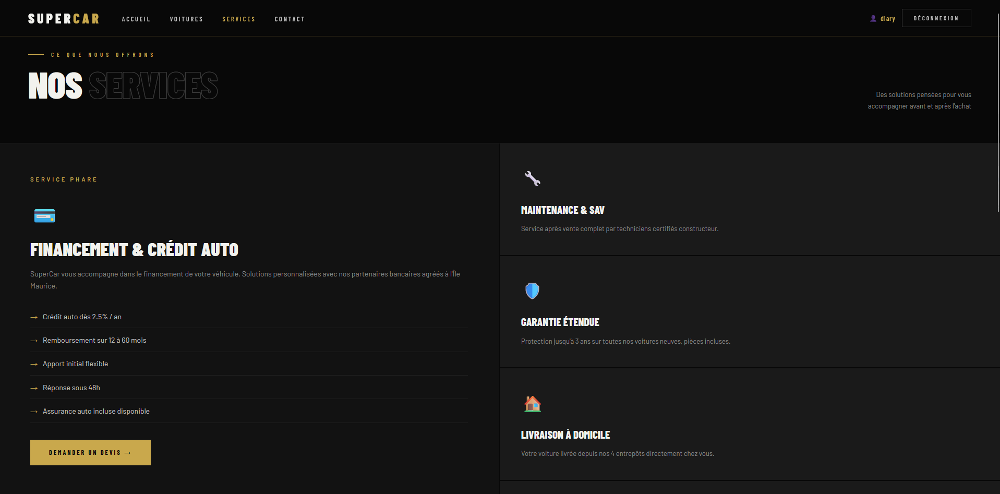 SUPERCAR
ACCUEIL
VOITURES
SERVICES
CONTACT
diary
DÉCONNEXION
CE QUE NOUS OFFRONS
NOS SERVICES
Des solutions pensées pour vous
accompagner avant et après l'achat
SERVICE PHARE
FINANCEMENT & CRÉDIT AUTO
SuperCar vous accompagne dans le financement de votre véhicule. Solutions personnalisées avec nos partenaires bancaires agréés à l'Île
Maurice.
→ Crédit auto dès 2.5% / an
→ Remboursement sur 12 à 60 mois
→ Apport initial flexible
→ Réponse sous 48h
→ Assurance auto incluse disponible
DEMANDER UN DEVIS →
MAINTENANCE & SAV
Service après vente complet par techniciens certifiés constructeur.
GARANTIE ÉTENDUE
Protection jusqu'à 3 ans sur toutes nos voitures neuves, pièces incluses.
LIVRAISON À DOMICILE
Votre voiture livrée depuis nos 4 entrepôts directement chez vous.